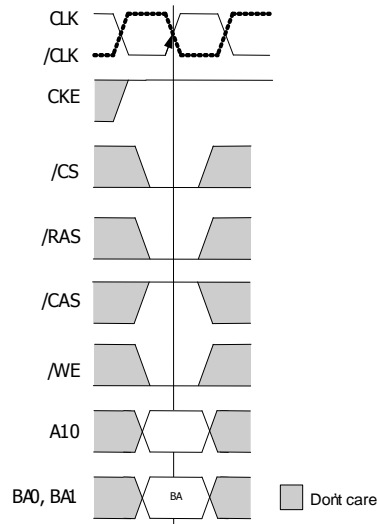 CLK
/CLK
CKE
/CS
/RAS
/CAS
/WE
A10
BA0, BA1
BA
Don't care